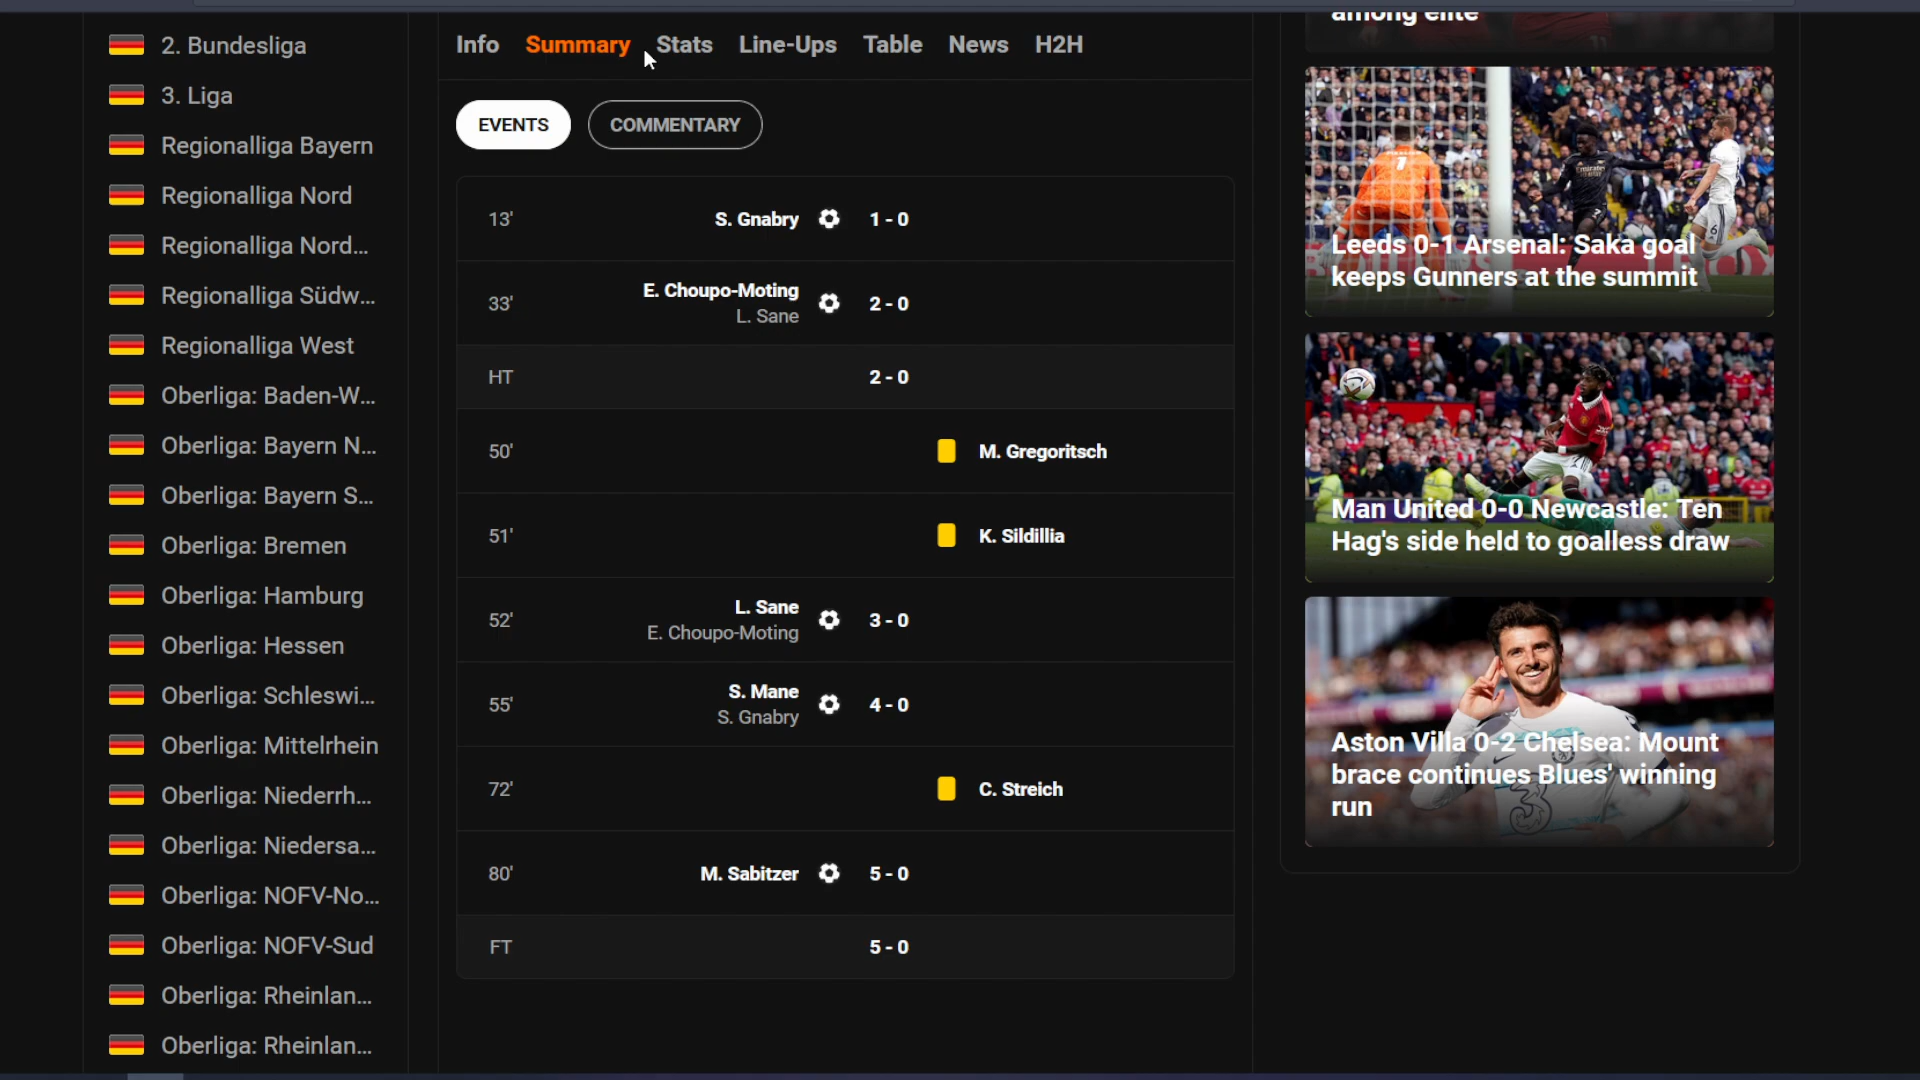 2. Bundesliga
3. Liga
Regionalliga Bayern
Regionalliga Nord
Regionalliga Nord...
Regionalliga Südw...
Regionalliga West
Oberliga: Baden-W...
Oberliga: Bayern N...
Oberliga: Bayern S...
Oberliga: Bremen
Oberliga: Hamburg
Oberliga: Hessen
Oberliga: Schleswi...
Oberliga: Mittelrhein
Oberliga: Niederrh...
Oberliga: Niedersa...
Oberliga: NOFV-No...
Oberliga: NOFV-Sud
Oberliga: Rheinlan...
Oberliga: Rheinlan...
Info Summary Stats Line-Ups Table News H2H
EVENTS COMMENTARY
13' S. Gnabry 1 - 0
33' E. Choupo-Moting 2 - 0
L. Sane
HT 2 - 0
50' M. Gregoritsch
51' K. Sildillia
52' L. Sane 3 - 0
E. Choupo-Moting
55' S. Mane 4 - 0
S. Gnabry
72' C. Streich
80' M. Sabitzer 5 - 0
FT 5 - 0
among elite
Leeds 0-1 Arsenal: Saka goal
keeps Gunners at the summit
Man United 0-0 Newcastle: Ten
Hag's side held to goalless draw
Aston Villa 0-2 Chelsea: Mount
brace continues Blues' winning
run